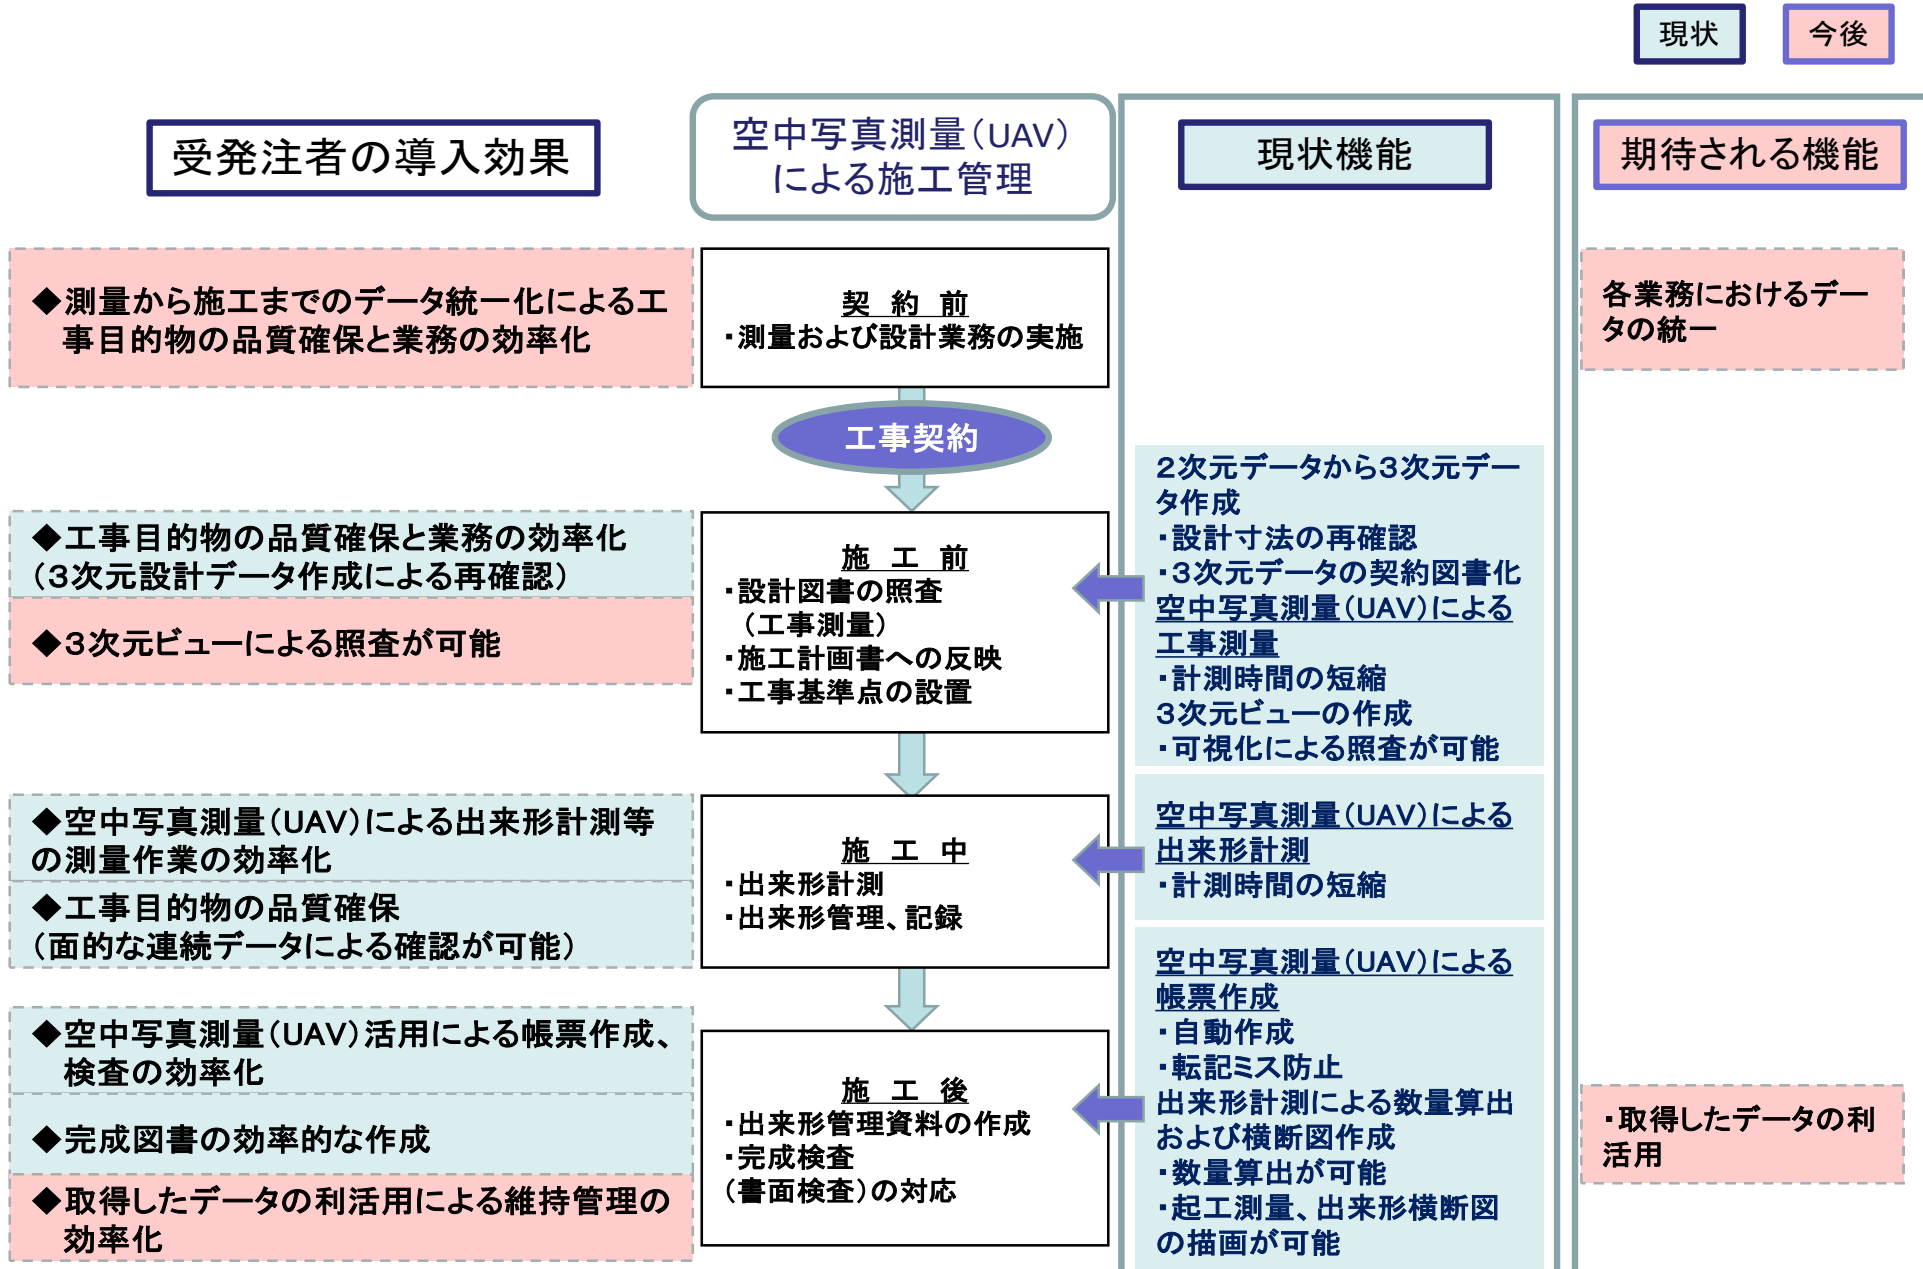 現状
今後
受発注者の導入効果
空中写真測量（UAV）
による施工管理
現状機能
期待される機能
◆測量から施工までのデータ統一化による工
事目的物の品質確保と業務の効率化
契　約　前
・測量および設計業務の実施
各業務におけるデー
タの統一
工事契約
◆工事目的物の品質確保と業務の効率化
（３次元設計データ作成による再確認）
◆３次元ビューによる照査が可能
施　工　前
・設計図書の照査
（工事測量）
・施工計画書への反映
・工事基準点の設置
２次元データから３次元デー
タ作成
・設計寸法の再確認
・３次元データの契約図書化
空中写真測量（UAV）による
工事測量
・計測時間の短縮
３次元ビューの作成
・可視化による照査が可能
◆空中写真測量（UAV）による出来形計測等
の測量作業の効率化
◆工事目的物の品質確保
（面的な連続データによる確認が可能）
施　工　中
・出来形計測
・出来形管理、記録
空中写真測量（UAV）による
出来形計測
・計測時間の短縮
◆空中写真測量（UAV）活用による帳票作成、
検査の効率化
◆完成図書の効率的な作成
◆取得したデータの利活用による維持管理の
効率化
施　工　後
・出来形管理資料の作成
・完成検査
（書面検査）の対応
空中写真測量（UAV）による
帳票作成
・自動作成
・転記ミス防止
出来形計測による数量算出
および横断図作成
・数量算出が可能
・起工測量、出来形横断図
の描画が可能
・取得したデータの利
活用